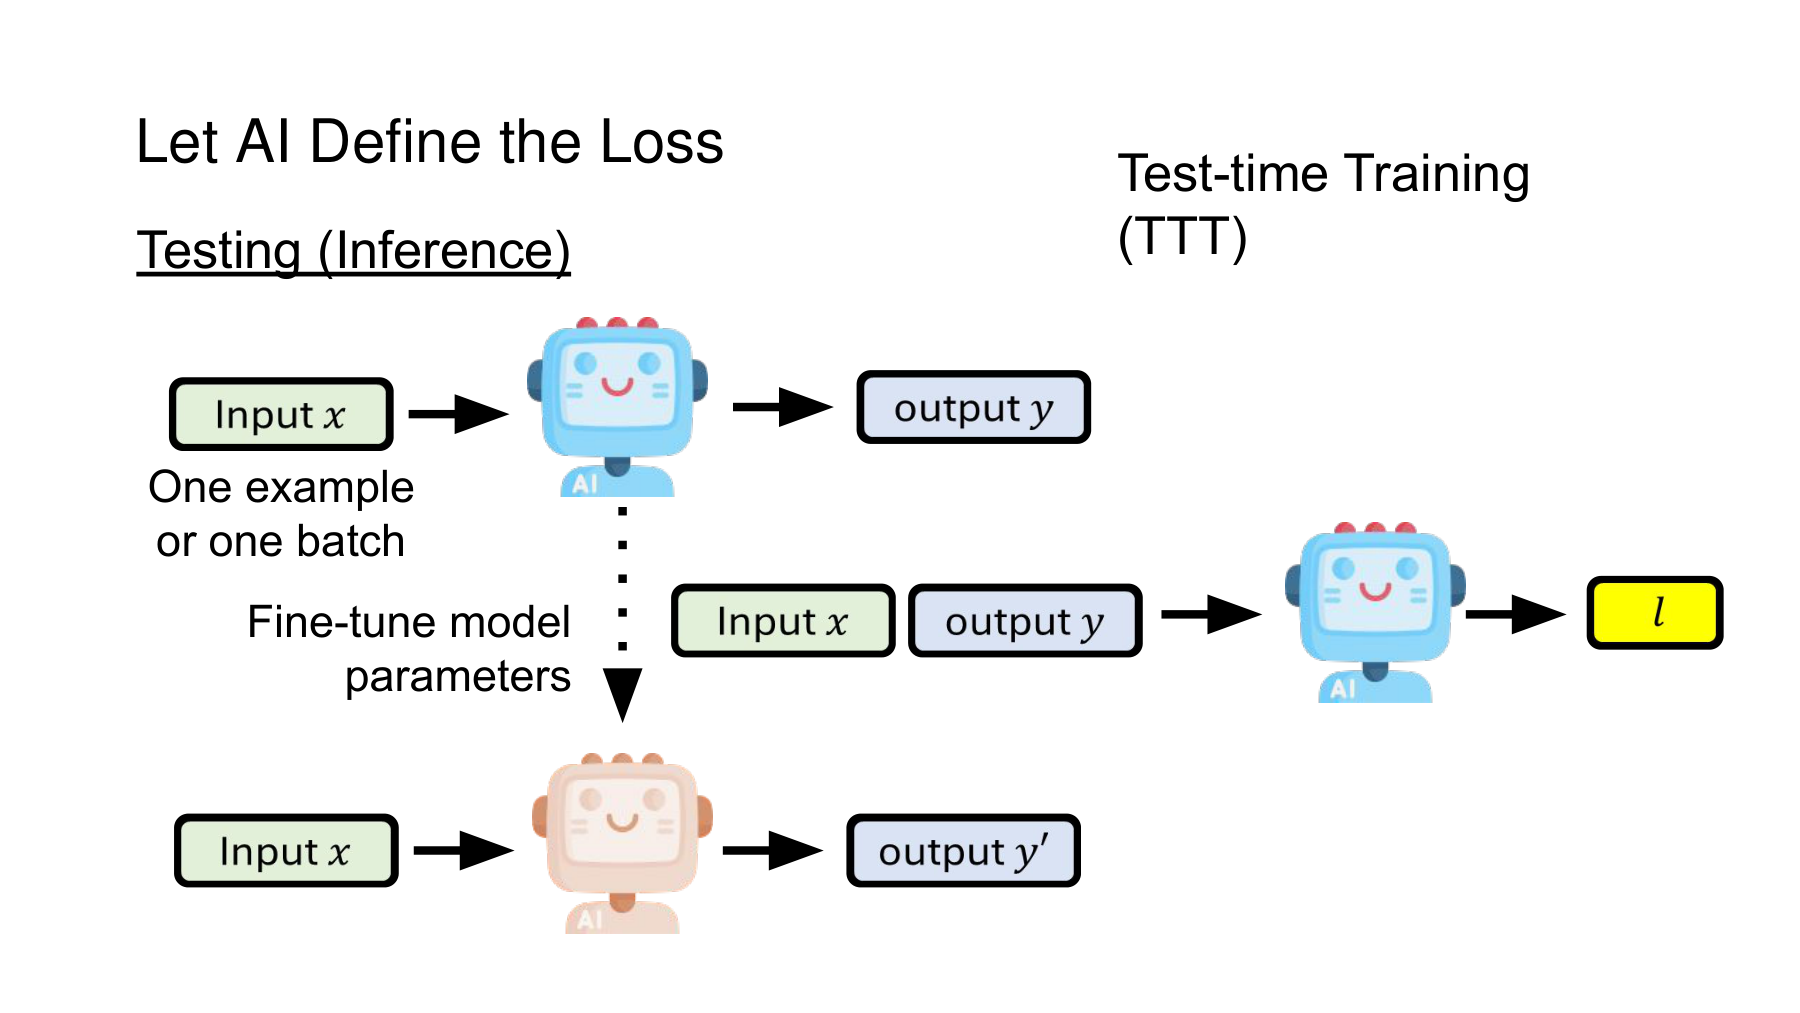 Let AI Define the Loss
Test-time Training
(TTT)
Testing (Inference)
Input x
output y
AI
One example
or one batch
Fine-tune model
parameters
Input x
output y
l
AI
Input x
output y′
AI